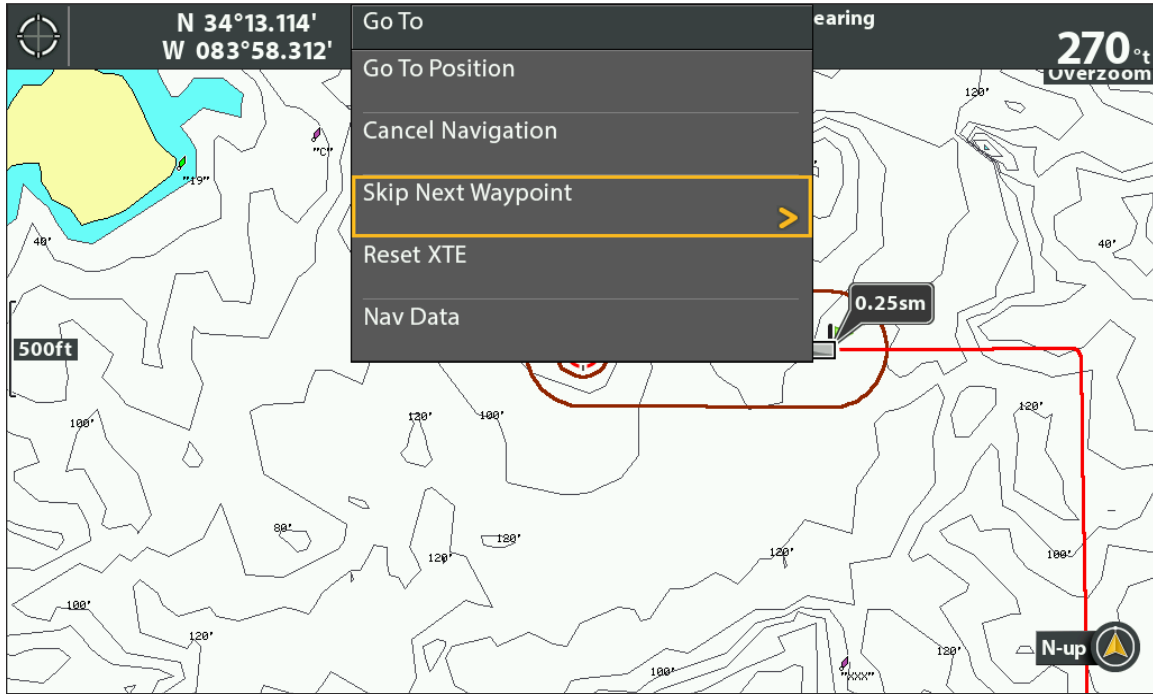 N 34°13.114'
W 083°58.312'
Go To
earing
270°t
Overzoom
Go To Position
120'
"C"
Cancel Navigation
"19"
Skip Next Waypoint
40'
40'
Reset XTE
0.25sm
Nav Data
500ft
120'
100'
120'
100'
80'
120'
120'
120'
100'
100'
120'
N-up
120'
100'
"XXX"